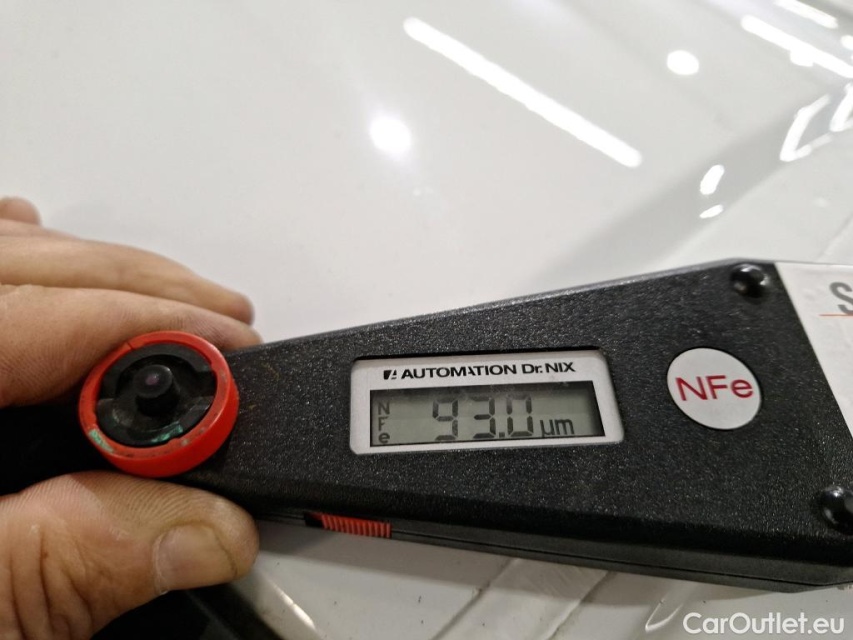 S
AUTOMATION Dr. NIX
NFe
NFe
93.0 µm
CarOutlet.eu